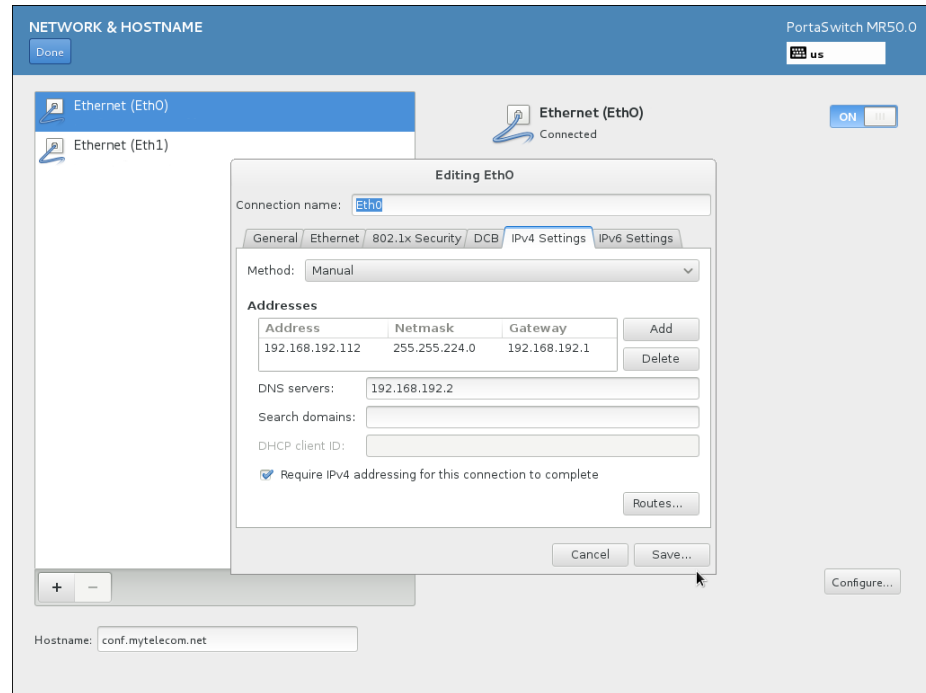 NETWORK & HOSTNAME
PortaSwitch MR50.0
Done
us
Ethernet (Eth0)
Ethernet (Eth1)
Ethernet (Eth0)
Connected
ON
Editing Eth0
Connection name: Eth0
General Ethernet 802.1x Security DCB IPv4 Settings IPv6 Settings
Method: Manual
Addresses
Address Netmask Gateway
192.168.192.112 255.255.224.0 192.168.192.1
Add
Delete
DNS servers: 192.168.192.2
Search domains:
DHCP client ID:
Require IPv4 addressing for this connection to complete
Routes...
Cancel Save...
+ −
Configure...
Hostname: conf.mytelecom.net